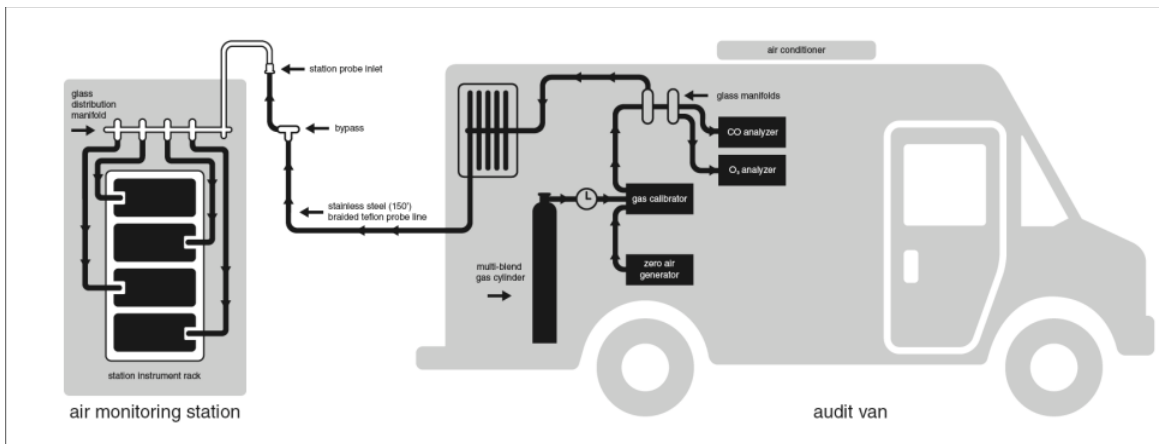 air conditioner
station probe inlet
glass
distribution
manifold
glass manifolds
bypass
CO analyzer
O₃ analyzer
stainless steel (150')
braided teflon probe line
gas calibrator
multi-blend
gas cylinder
zero air
generator
station instrument rack
air monitoring station
audit van